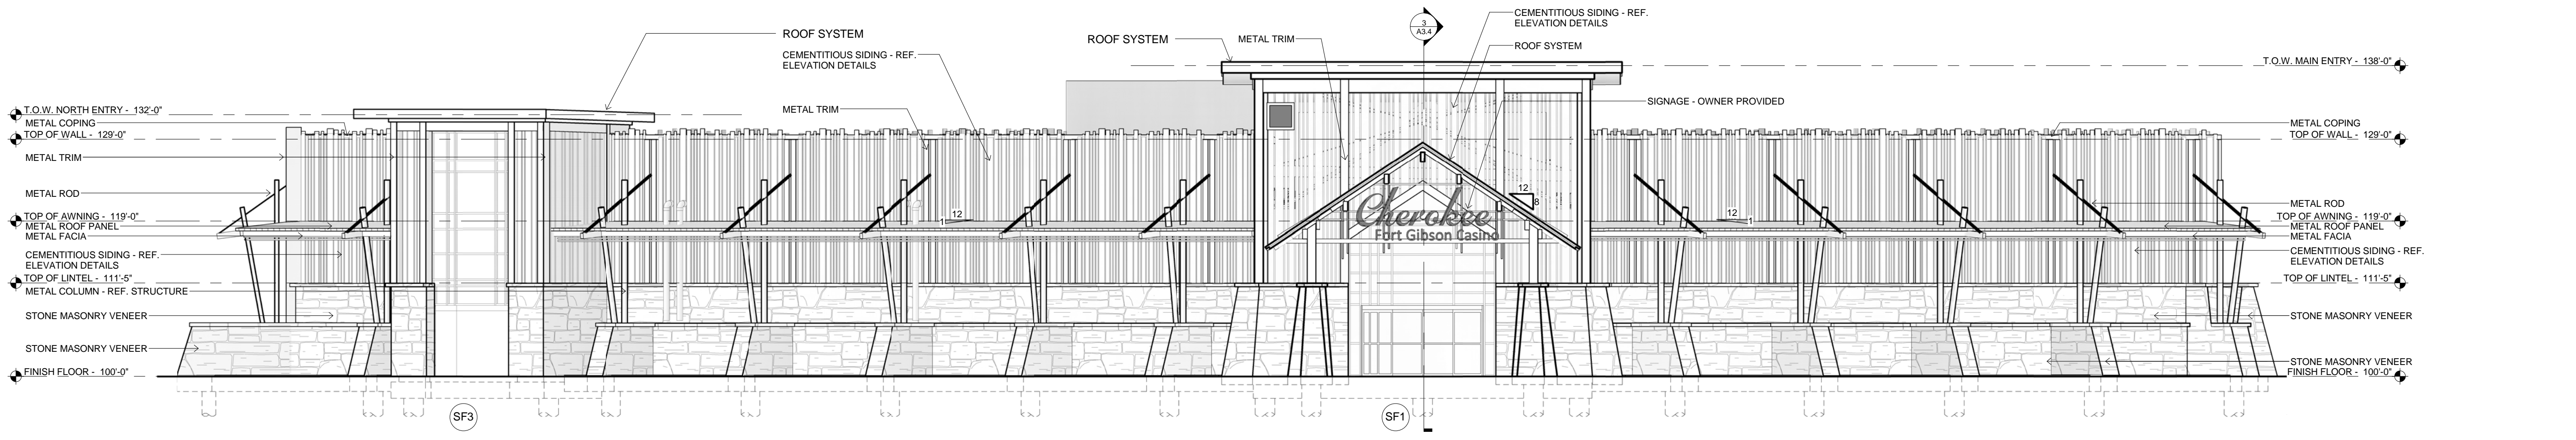 ROOF SYSTEM
CEMENTITIOUS SIDING - REF.
ELEVATION DETAILS
METAL TRIM
T.O.W. NORTH ENTRY - 132'-0"
METAL COPING
TOP OF WALL - 129'-0"
METAL TRIM
METAL ROD
TOP OF AWNING - 119'-0"
METAL ROOF PANEL
METAL FACIA
CEMENTITIOUS SIDING - REF.
ELEVATION DETAILS
TOP OF LINTEL - 111'-5"
METAL COLUMN - REF. STRUCTURE
STONE MASONRY VENEER
STONE MASONRY VENEER
FINISH FLOOR - 100'-0"
SF3
12
1
ROOF SYSTEM
METAL TRIM
3
A3.4
CEMENTITIOUS SIDING - REF.
ELEVATION DETAILS
ROOF SYSTEM
SIGNAGE - OWNER PROVIDED
12
8
Cherokee
Fort Gibson Casino
SF1
12
1
T.O.W. MAIN ENTRY - 138'-0"
METAL COPING
TOP OF WALL - 129'-0"
METAL ROD
TOP OF AWNING - 119'-0"
METAL ROOF PANEL
METAL FACIA
CEMENTITIOUS SIDING - REF.
ELEVATION DETAILS
TOP OF LINTEL - 111'-5"
STONE MASONRY VENEER
STONE MASONRY VENEER
FINISH FLOOR - 100'-0"